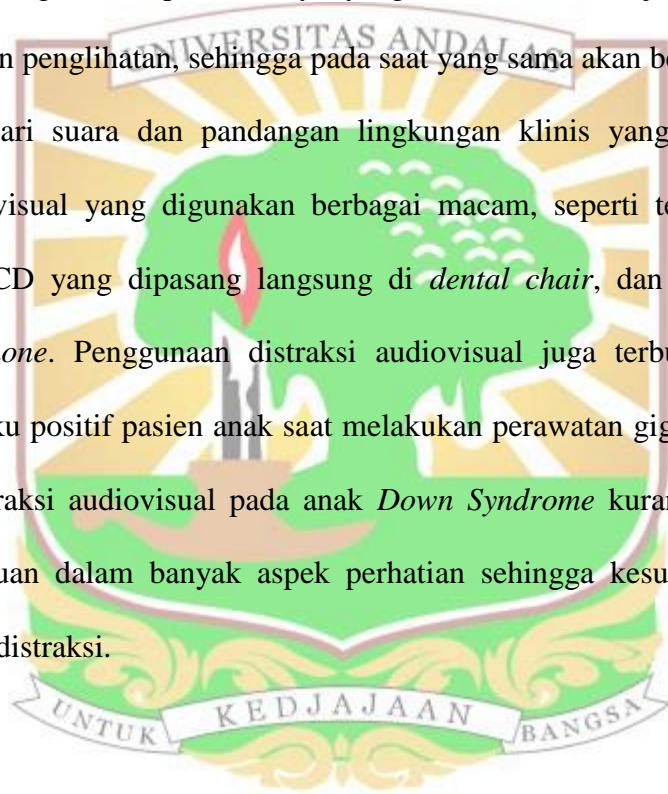 UNIVERSITAS ANDALAS
n penglihatan, sehingga pada saat yang sama akan be
ari suara dan pandangan lingkungan klinis yang
visual yang digunakan berbagai macam, seperti te
CD yang dipasang langsung di dental chair, dan
one. Penggunaan distraksi audiovisual juga terbu
ku positif pasien anak saat melakukan perawatan gig
raksi audiovisual pada anak Down Syndrome kuran
uan dalam banyak aspek perhatian sehingga kesu
distraksi.
UNTUK KEDJAJAAN BANGSA